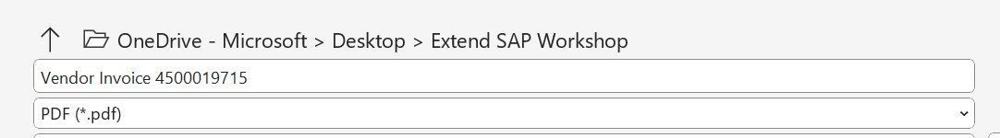 OneDrive - Microsoft > Desktop > Extend SAP Workshop
Vendor Invoice 4500019715
PDF (*.pdf)